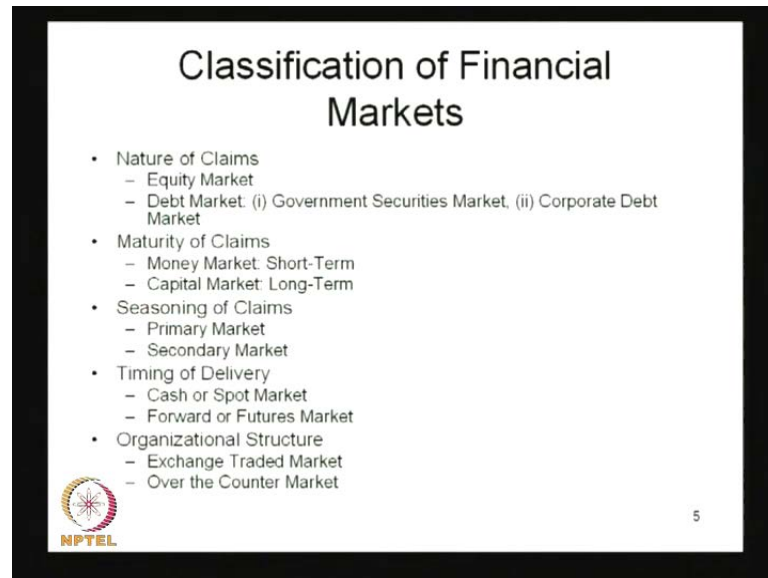 Classification of Financial
Markets
• Nature of Claims
– Equity Market
– Debt Market: (i) Government Securities Market, (ii) Corporate Debt
Market
• Maturity of Claims
– Money Market: Short-Term
– Capital Market: Long-Term
• Seasoning of Claims
– Primary Market
– Secondary Market
• Timing of Delivery
– Cash or Spot Market
– Forward or Futures Market
• Organizational Structure
– Exchange Traded Market
– Over the Counter Market
5
NPTEL